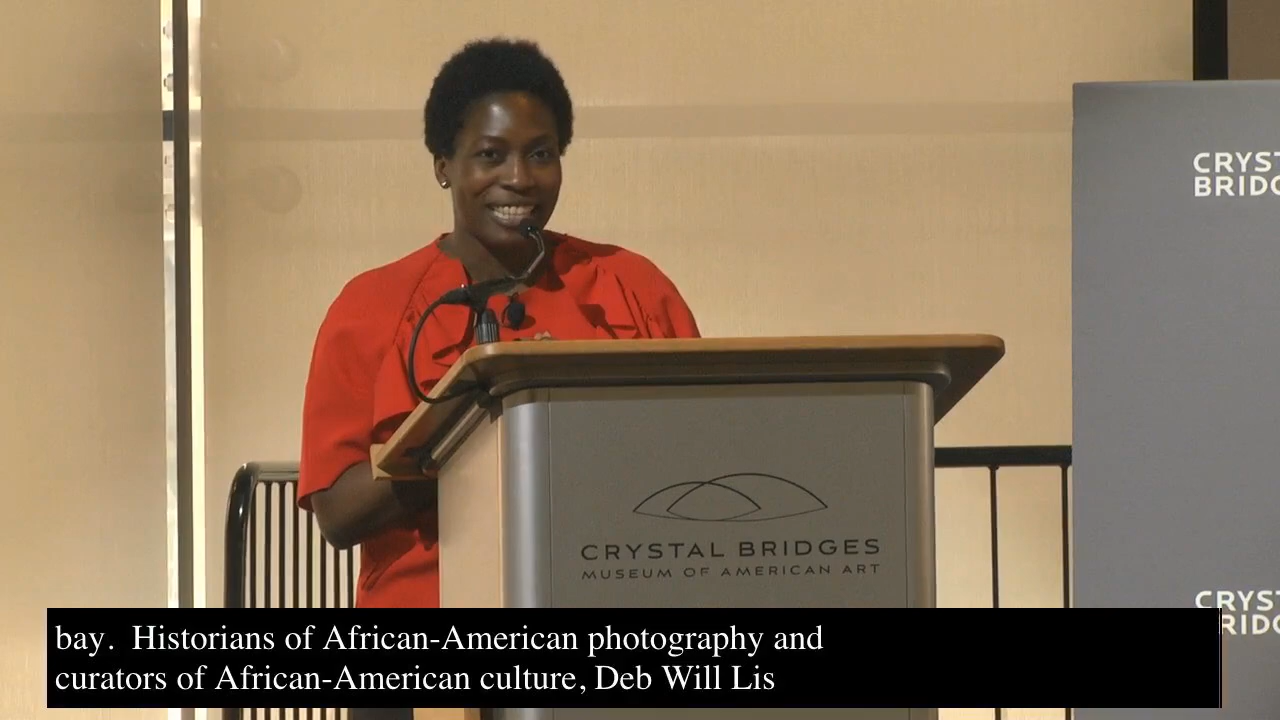 CRYST
BRIDG
CRYSTAL BRIDGES
MUSEUM OF AMERICAN ART
CRYST
RIDG
bay.  Historians of African-American photography and
curators of African-American culture, Deb Will Lis